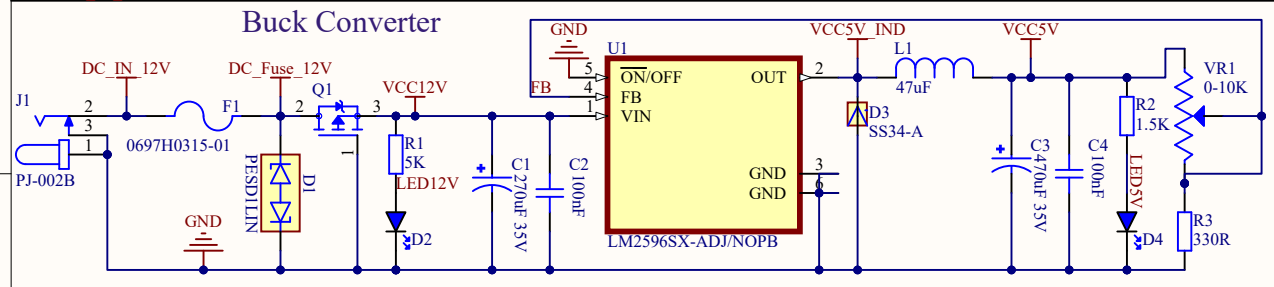 Buck Converter
GND
U1
VCC5V_IND
L1
VCC5V
DC_IN_12V
DC_Fuse_12V
VCC12V
FB
5
4
1
ON/OFF
FB
VIN
OUT
2
47uF
VR1
0-10K
J1
2
3
1
F1
0697H0315-01
2
Q1
3
1
D3
SS34-A
R2
1.5K
PJ-002B
PESD1LIN
D1
R1
5K
LED12V
D2
C1
270uF 35V
C2
100nF
GND
GND
3
6
LM2596SX-ADJ/NOPB
C3
470uF 35V
C4
100nF
LED5V
D4
R3
330R
GND